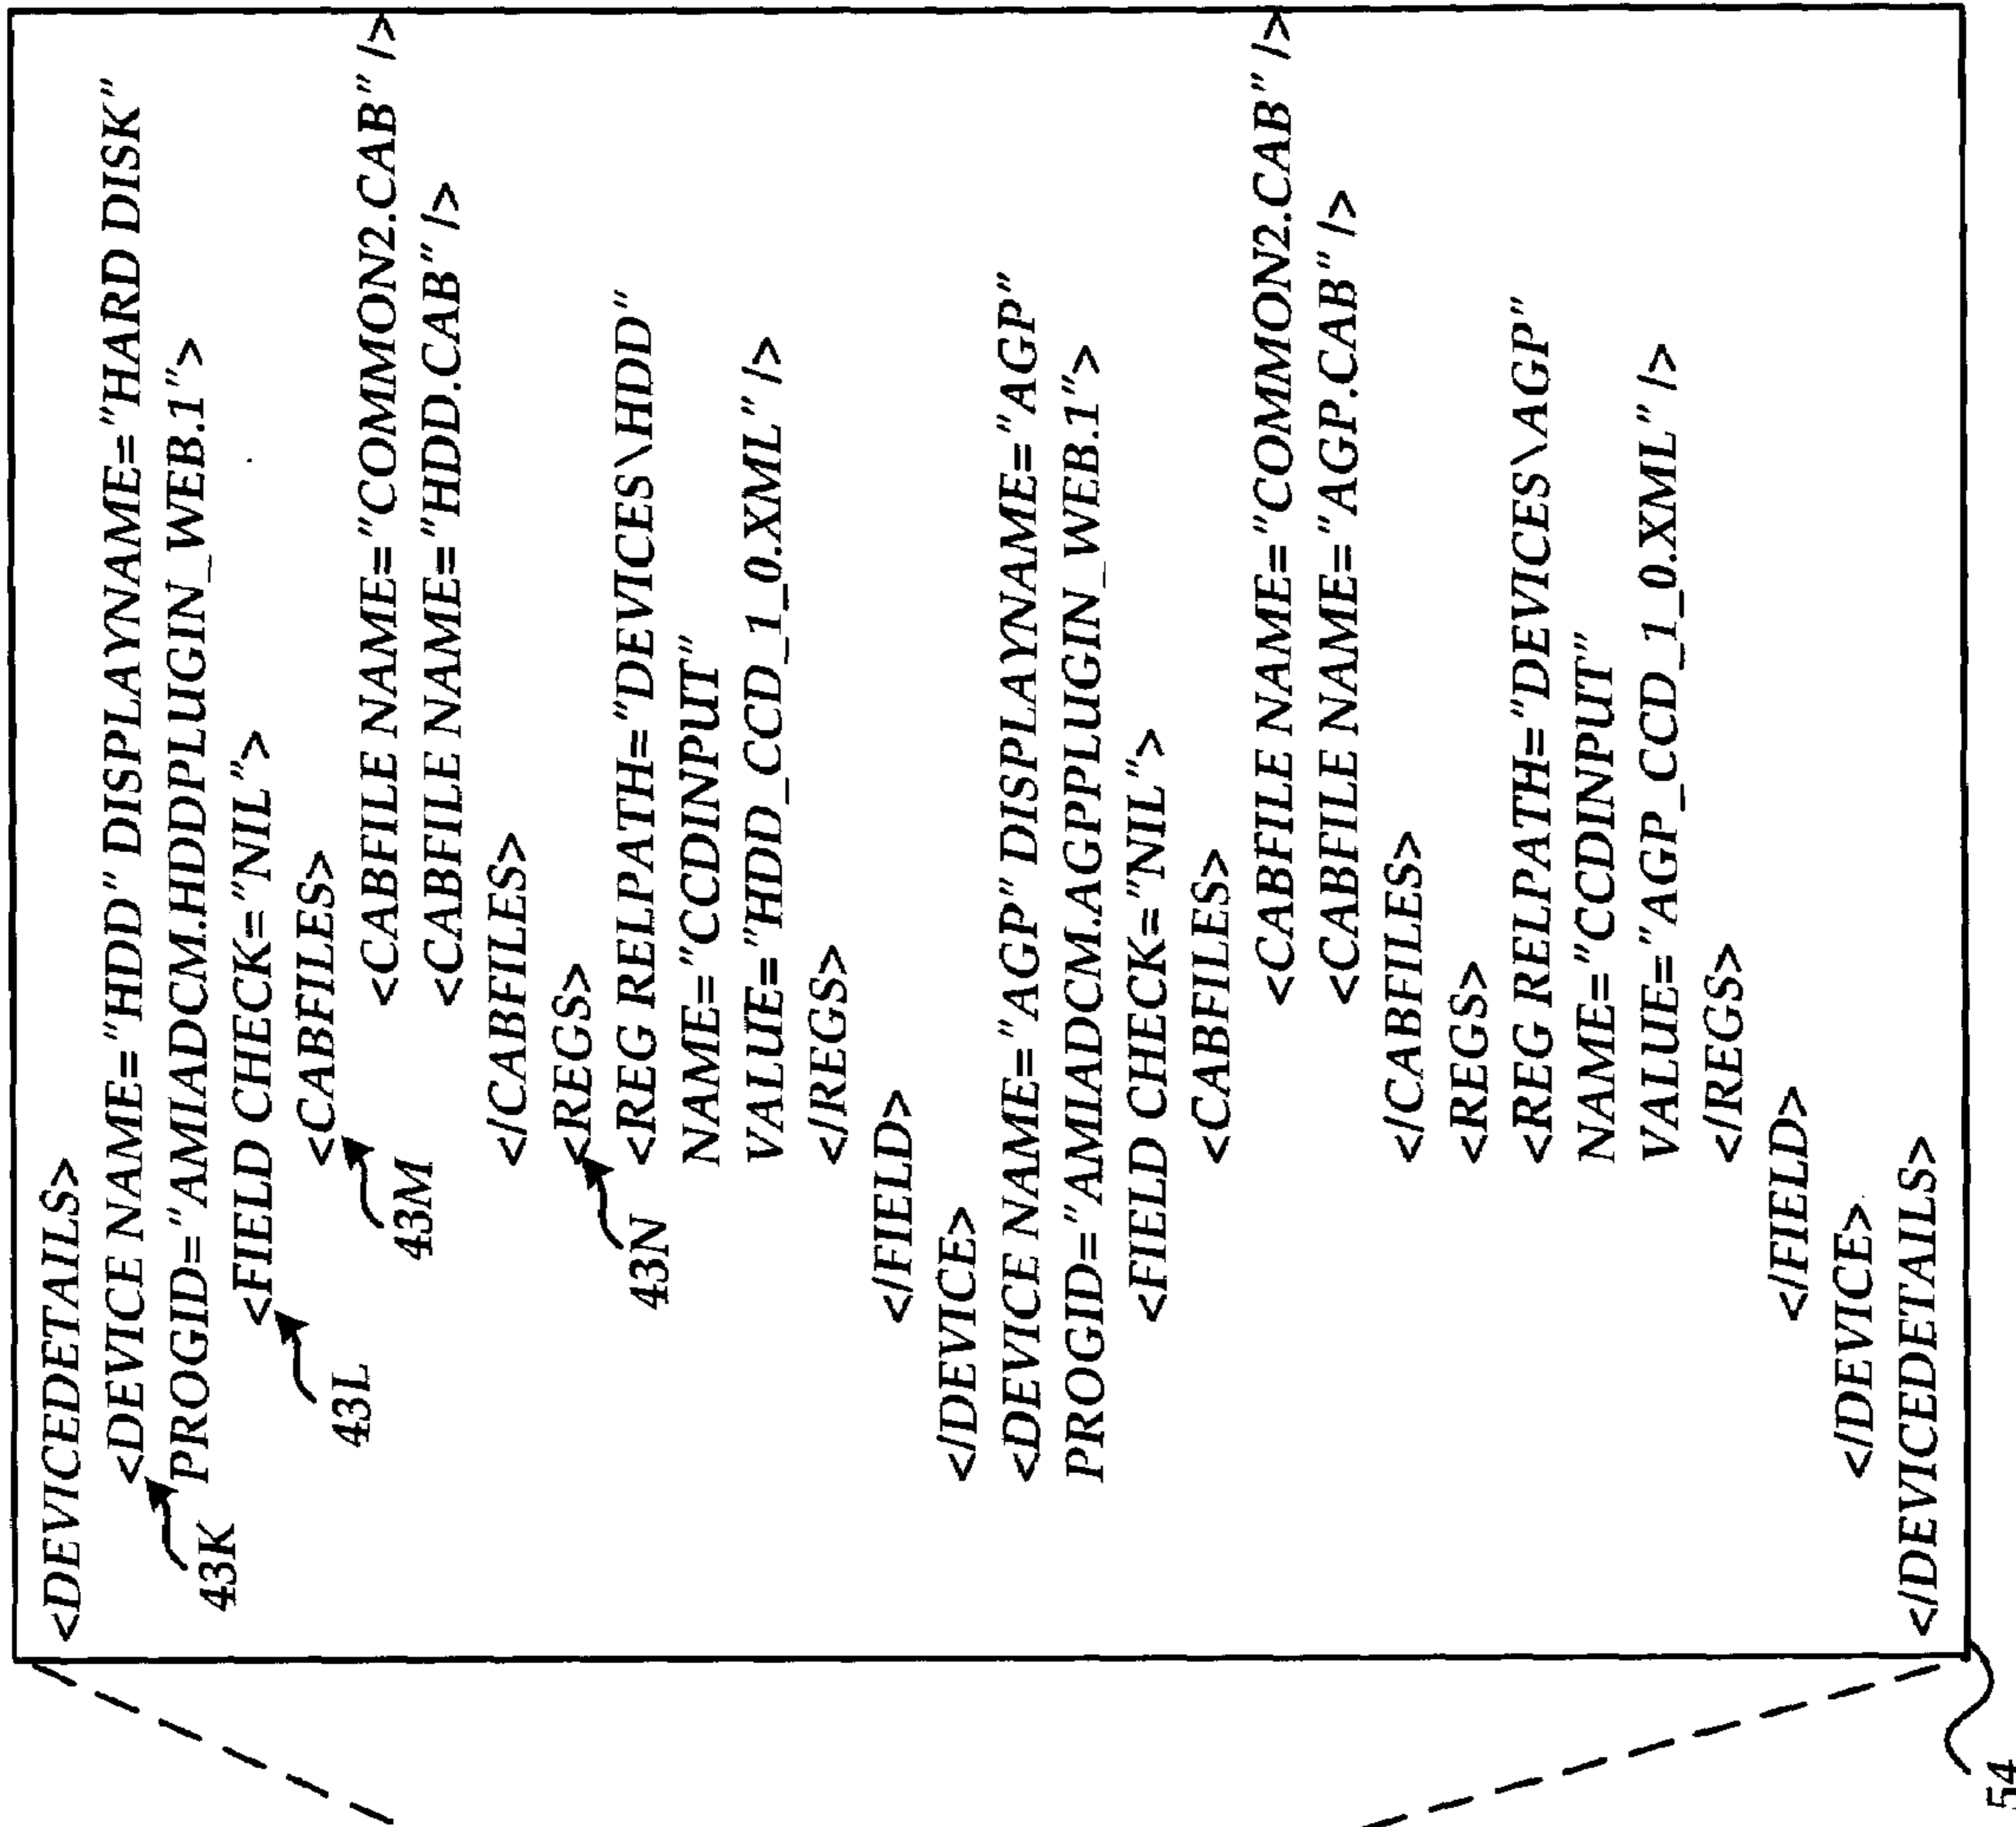 <DEVICEDETAILS>
<DEVICE NAME="HDD" DISPLAYNAME="HARD DISK"
PROGID="AMIADCM.HDDPLUGIN_WEB.1">
43K
<FIELD CHECK="NIL">
43L
<CABFILES>
43M
<CABFILE NAME="COMMON2.CAB" />
<CABFILE NAME="HDD.CAB" />
</CABFILES>
<REGS>
43N
<REG RELPATH="DEVICES\HDD"
NAME="CCDINPUT"
VALUE="HDD_CCD_1_0.XML" />
</REGS>
</FIELD>
</DEVICE>
<DEVICE NAME="AGP" DISPLAYNAME="AGP"
PROGID="AMIADCM.AGPPLUGIN_WEB.1">
<FIELD CHECK="NIL">
<CABFILES>
<CABFILE NAME="COMMON2.CAB" />
<CABFILE NAME="AGP.CAB" />
</CABFILES>
<REGS>
<REG RELPATH="DEVICES\AGP"
NAME="CCDINPUT"
VALUE="AGP_CCD_1_0.XML" />
</REGS>
</FIELD>
</DEVICE>
</DEVICEDETAILS>
54